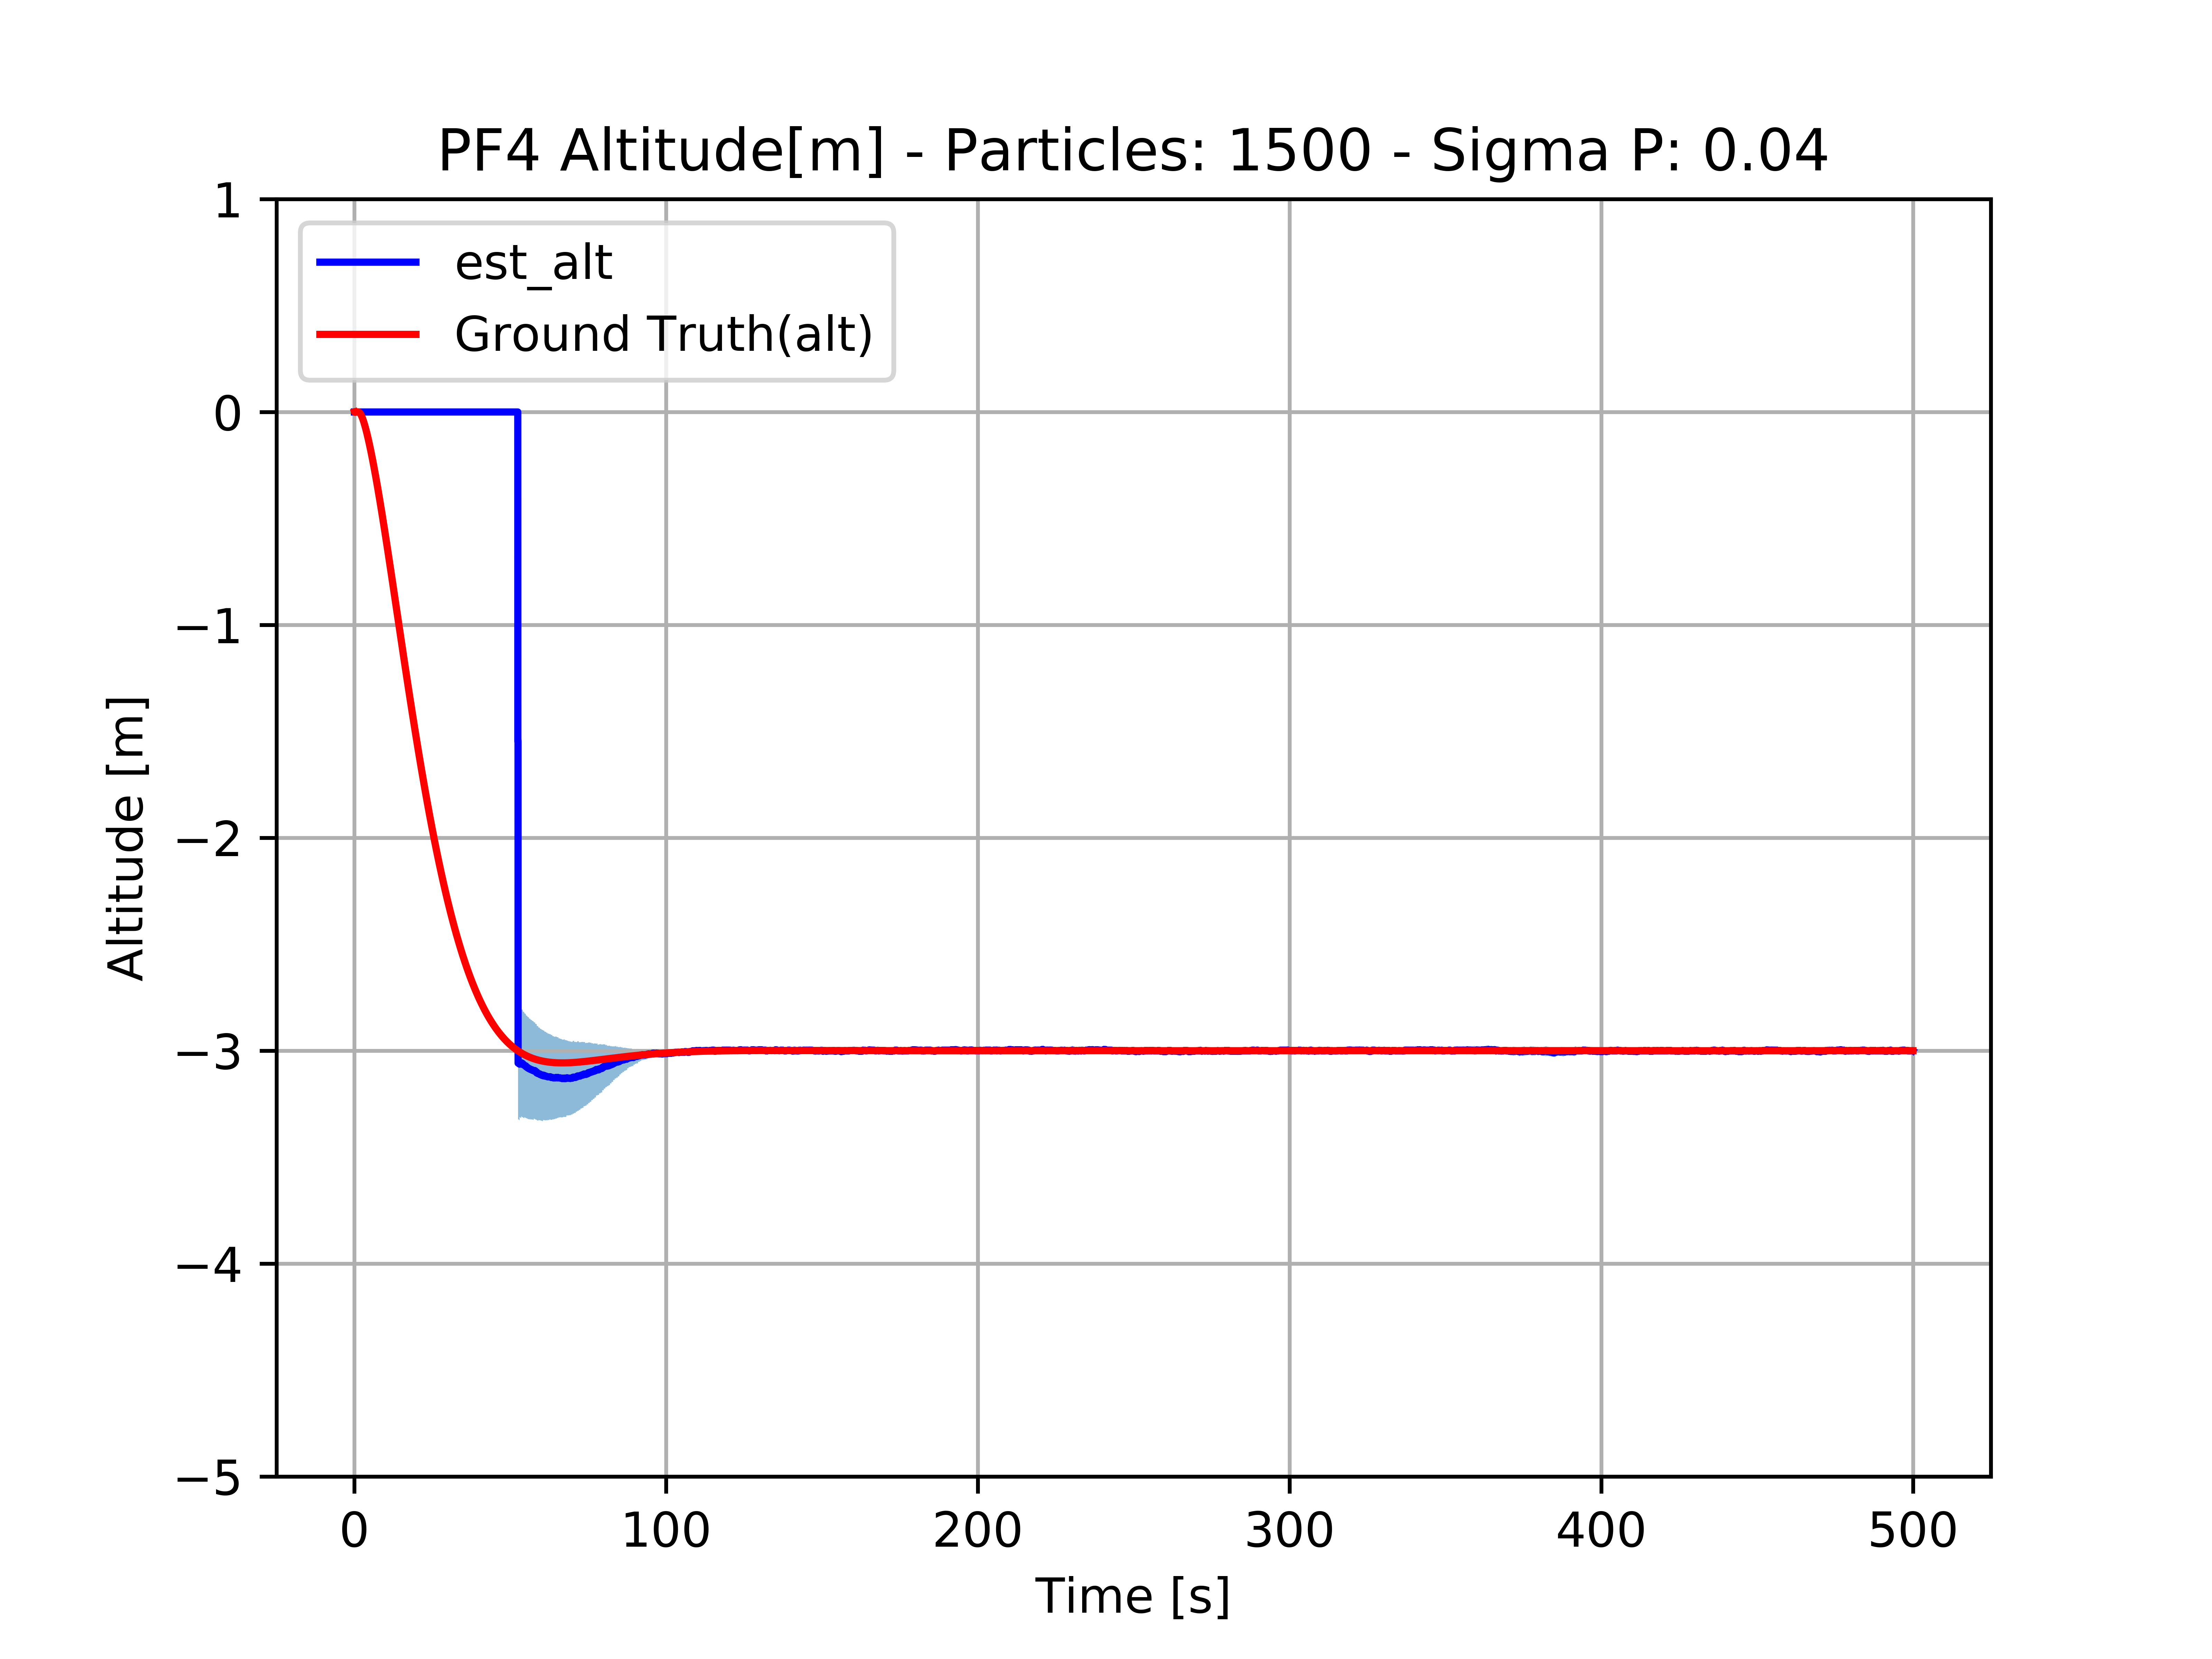 PF4 Altitude[m] - Particles: 1500 - Sigma P: 0.04
est_alt
Ground Truth(alt)
1
0
−1
−2
−3
−4
−5
Altitude [m]
0 100 200 300 400 500
Time [s]